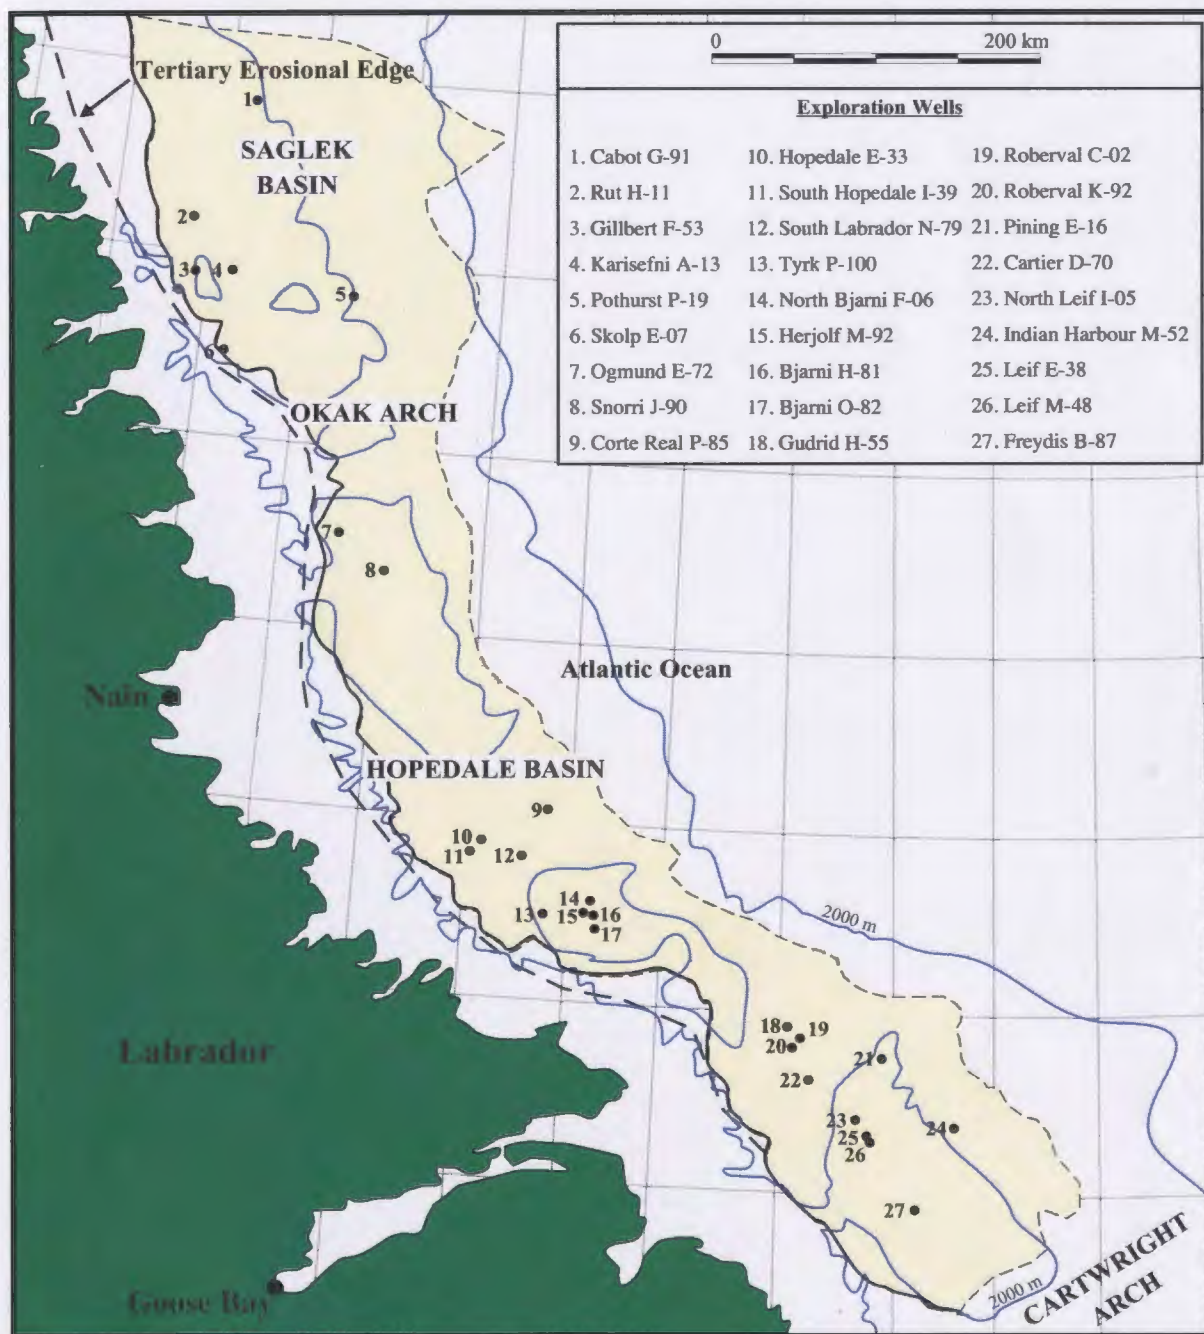 0 200 km
Exploration Wells
1. Cabot G-91 10. Hopedale E-33 19. Roberval C-02
2. Rut H-11 11. South Hopedale I-39 20. Roberval K-92
3. Gillbert F-53 12. South Labrador N-79 21. Pining E-16
4. Karisefni A-13 13. Tyrk P-100 22. Cartier D-70
5. Pothurst P-19 14. North Bjarni F-06 23. North Leif I-05
6. Skolp E-07 15. Herjolf M-92 24. Indian Harbour M-52
7. Ogmund E-72 16. Bjarni H-81 25. Leif E-38
8. Snorri J-90 17. Bjarni O-82 26. Leif M-48
9. Corte Real P-85 18. Gudrid H-55 27. Freydis B-87
Tertiary Erosional Edge
1
SAGLEK
BASIN
2
3 4
5
6
OKAK ARCH
7
8
Atlantic Ocean
Nain
HOPEDALE BASIN
9
10
11 12
14
13 15 16
17
2000 m
18 19
20
21
22
Labrador
23
24
25
26
27
CARTWRIGHT
ARCH
2000 m
Goose Bay